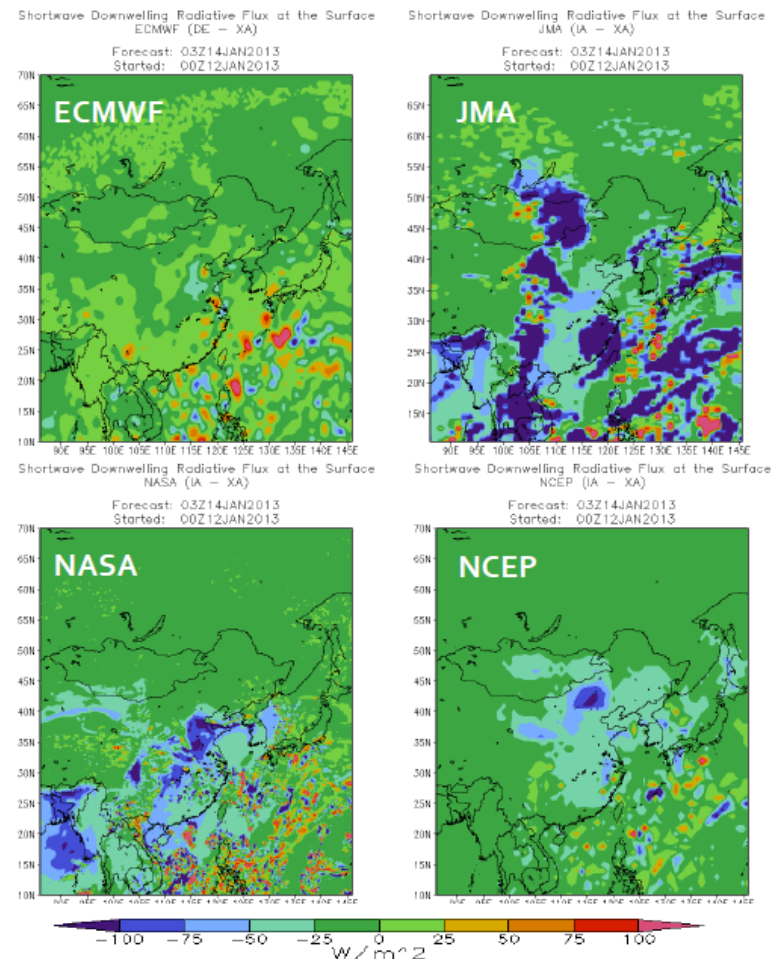 Shortwave Downwelling Radiative Flux at the Surface
ECMWF (DE – XA)
Forecast: 03Z14JAN2013
Started: 00Z12JAN2013
70N
65N
60N
55N
50N
45N
40N
35N
30N
25N
20N
15N
10N
ECMWF
90E 95E 100E 105E 110E 115E 120E 125E 130E 135E 140E 145E
Shortwave Downwelling Radiative Flux at the Surface
JMA (IA – XA)
Forecast: 03Z14JAN2013
Started: 00Z12JAN2013
70N
65N
60N
55N
50N
45N
40N
35N
30N
25N
20N
15N
JMA
90E 95E 100E 105E 110E 115E 120E 125E 130E 135E 140E 145E
Shortwave Downwelling Radiative Flux at the Surface
NASA (IA – XA)
Forecast: 03Z14JAN2013
Started: 00Z12JAN2013
70N
65N
60N
55N
50N
45N
40N
35N
30N
25N
20N
15N
10N
NASA
Shortwave Downwelling Radiative Flux at the Surface
NCEP (IA – XA)
Forecast: 03Z14JAN2013
Started: 00Z12JAN2013
70N
65N
60N
55N
50N
45N
40N
35N
30N
25N
20N
15N
10N
NCEP
−100 −75 −50 −25 0 25 50 75 100
W/m^2